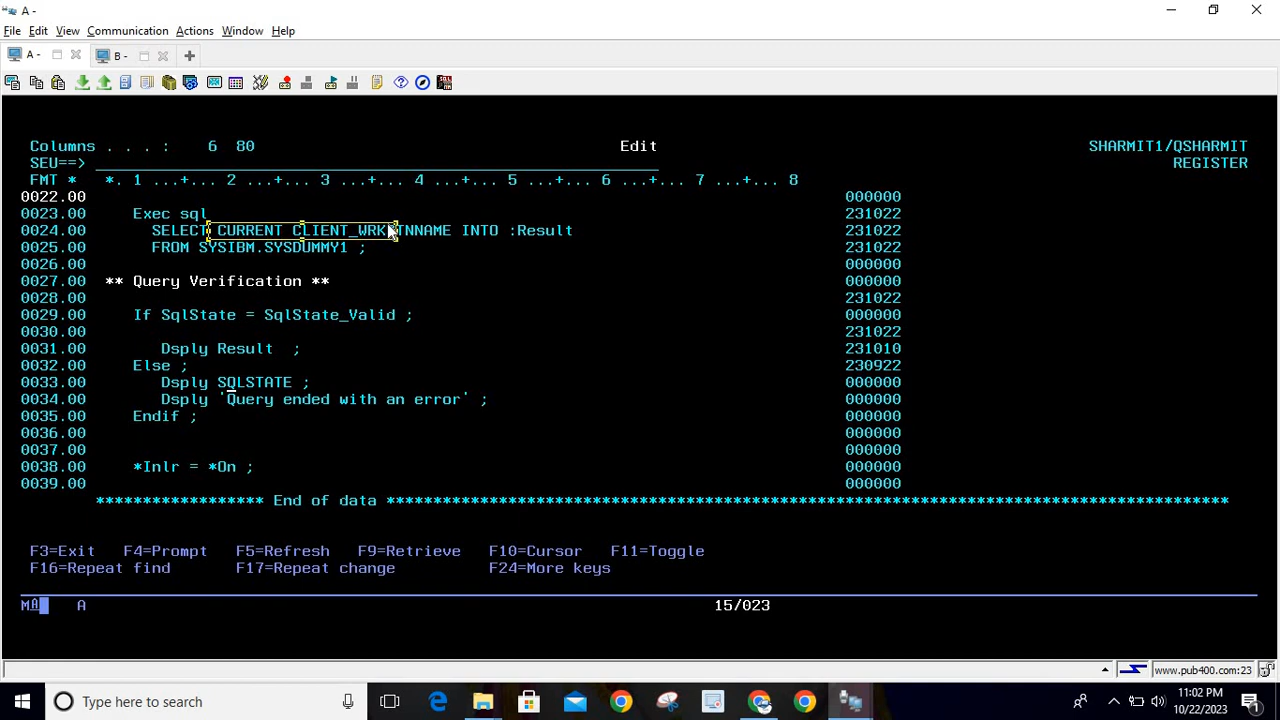 A -
File Edit View Communication Actions Window Help
A - B -
Columns . . . : 6 80 Edit SHARMIT1/QSHARMIT
SEU==> REGISTER
FMT * *. 1 ...+... 2 ...+... 3 ...+... 4 ...+... 5 ...+... 6 ...+... 7 ...+... 8
0022.00 000000
0023.00 Exec sql 231022
0024.00 SELECT CURRENT CLIENT_WRKSTNNAME INTO :Result 231022
0025.00 FROM SYSIBM.SYSDUMMY1 ; 231022
0026.00 000000
0027.00 ** Query Verification ** 000000
0028.00 231022
0029.00 If SqlState = SqlState_Valid ; 000000
0030.00 231022
0031.00 Dsply Result ; 231010
0032.00 Else ; 230922
0033.00 Dsply SQLSTATE ; 000000
0034.00 Dsply 'Query ended with an error' ; 000000
0035.00 Endif ; 000000
0036.00 000000
0037.00 000000
0038.00 *Inlr = *On ; 000000
0039.00 000000
****************** End of data ******************************************************************************************
F3=Exit F4=Prompt F5=Refresh F9=Retrieve F10=Cursor F11=Toggle
F16=Repeat find F17=Repeat change F24=More keys
MA A 15/023
www.pub400.com:23
Type here to search
11:02 PM
10/22/2023